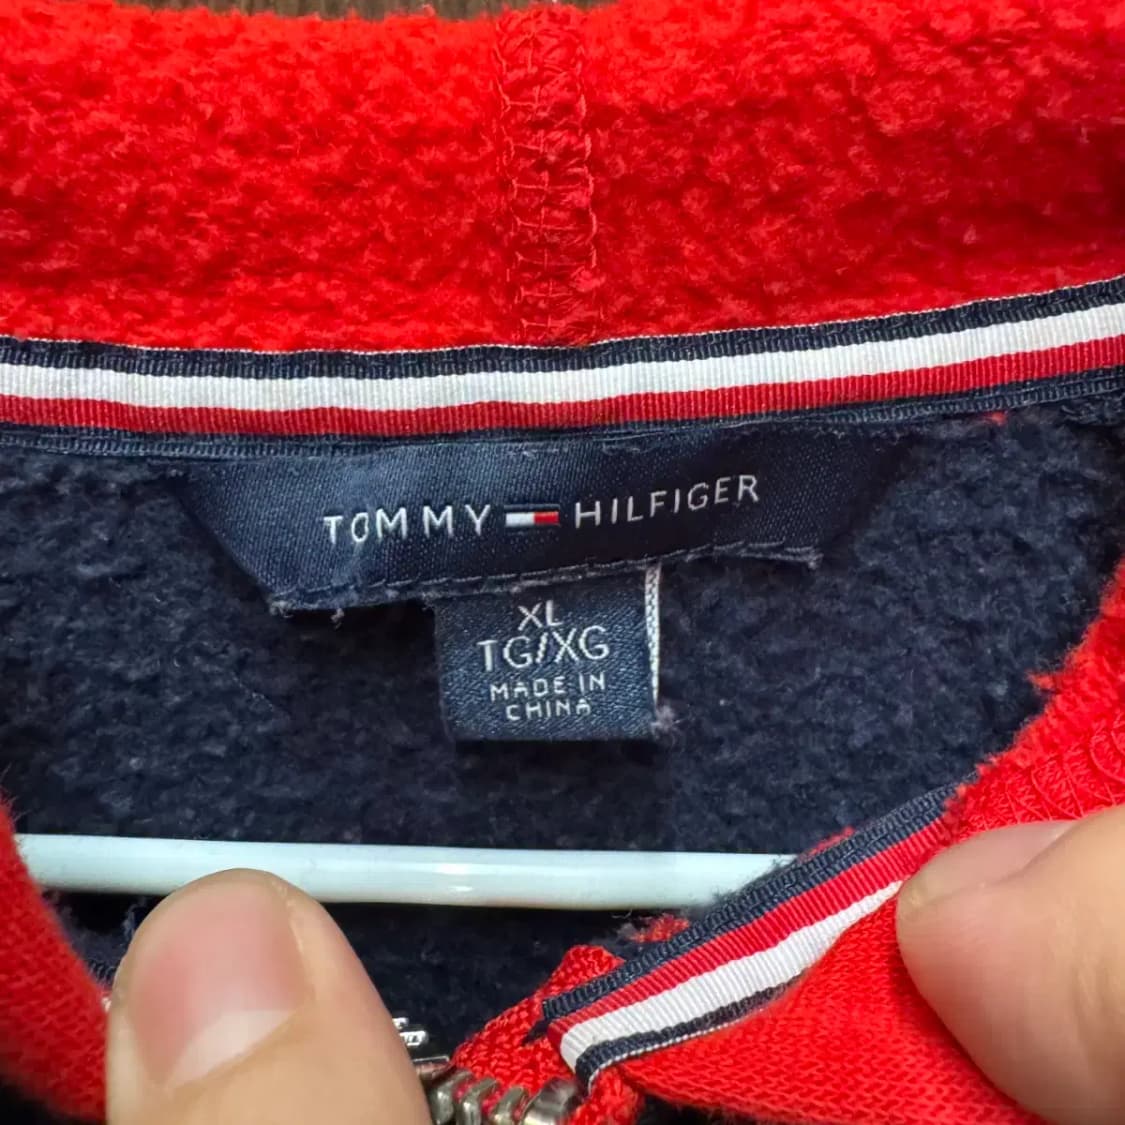 TOMMY HILFIGER
XL
TG/XG
MADE IN
CHINA